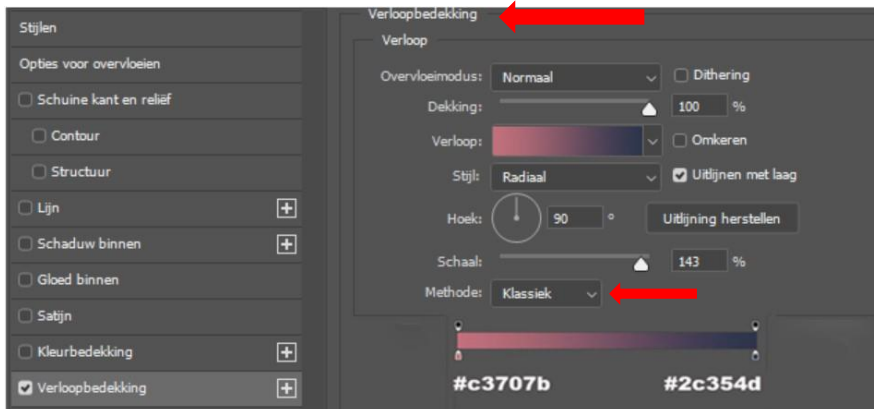 Stijlen
Opties voor overvloeien
Schuine kant en reliëf
Contour
Structuur
Lijn
Schaduw binnen
Gloed binnen
Satijn
Kleurbedekking
Verloopbedekking
Verloopbedekking
Verloop
Overvloeimodus: Normaal Dithering
Dekking: 100 %
Verloop: Omkeren
Stijl: Radiaal Uitlijnen met laag
Hoek: 90 ° Uitlijning herstellen
Schaal: 143 %
Methode: Klassiek
#c3707b #2c354d